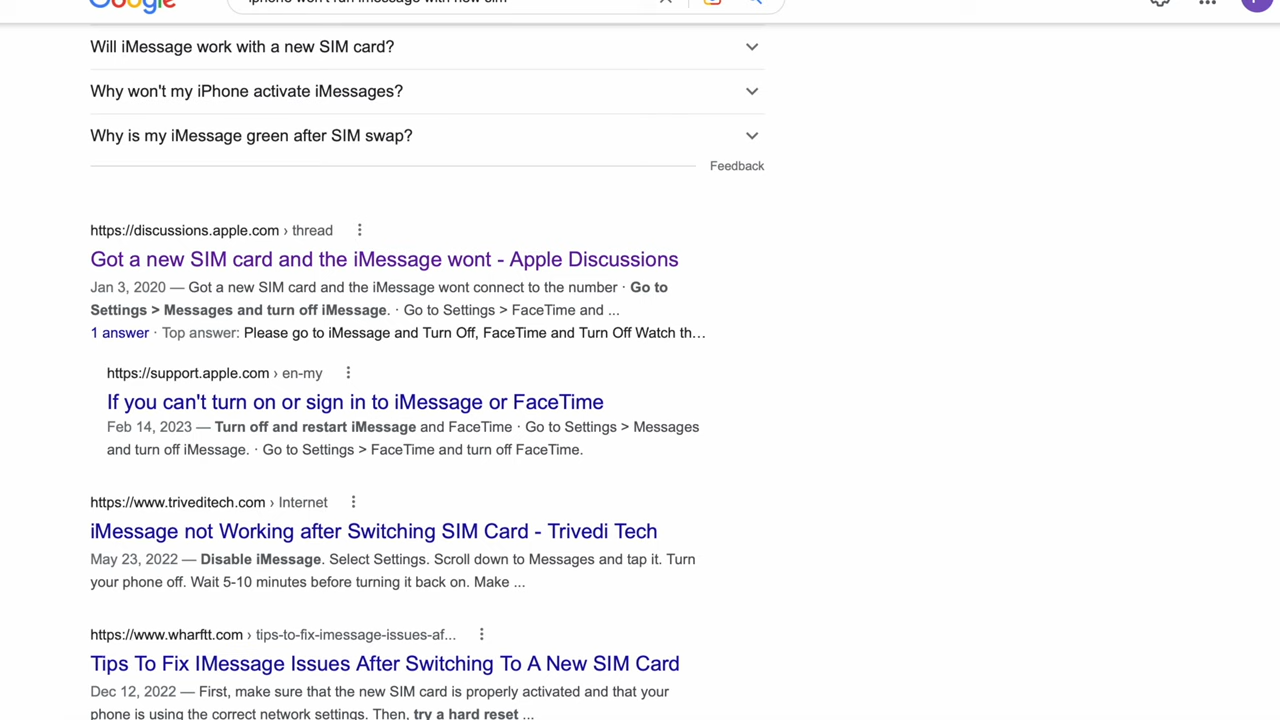 Google iphone won't run imessage with new sim
Will iMessage work with a new SIM card?
Why won't my iPhone activate iMessages?
Why is my iMessage green after SIM swap?
Feedback
https://discussions.apple.com › thread
Got a new SIM card and the iMessage wont - Apple Discussions
Jan 3, 2020 — Got a new SIM card and the iMessage wont connect to the number · Go to
Settings > Messages and turn off iMessage. · Go to Settings > FaceTime and ...
1 answer · Top answer: Please go to iMessage and Turn Off, FaceTime and Turn Off Watch th...
https://support.apple.com › en-my
If you can't turn on or sign in to iMessage or FaceTime
Feb 14, 2023 — Turn off and restart iMessage and FaceTime · Go to Settings > Messages
and turn off iMessage. · Go to Settings > FaceTime and turn off FaceTime.
https://www.triveditech.com › Internet
iMessage not Working after Switching SIM Card - Trivedi Tech
May 23, 2022 — Disable iMessage. Select Settings. Scroll down to Messages and tap it. Turn
your phone off. Wait 5-10 minutes before turning it back on. Make ...
https://www.wharftt.com › tips-to-fix-imessage-issues-af...
Tips To Fix IMessage Issues After Switching To A New SIM Card
Dec 12, 2022 — First, make sure that the new SIM card is properly activated and that your
phone is using the correct network settings. Then, try a hard reset ...